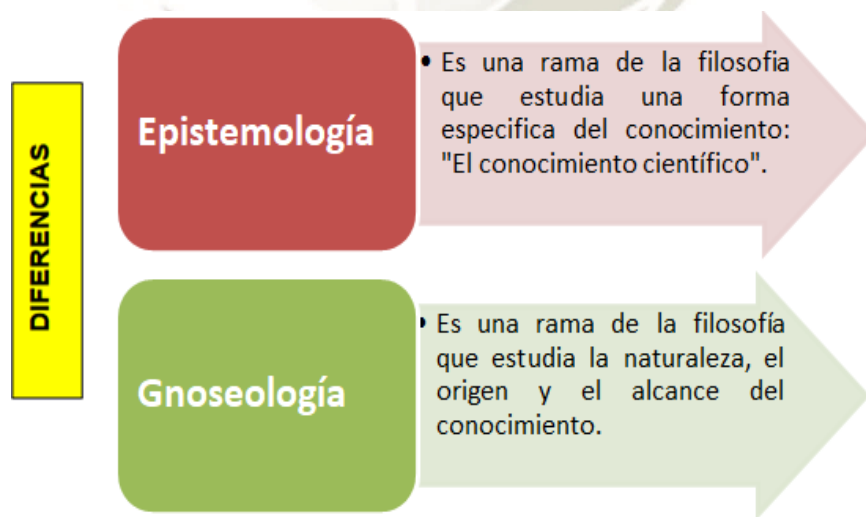 DIFERENCIAS
Epistemología
• Es una rama de la filosofia
que estudia una forma
especifica del conocimiento:
"El conocimiento científico".
Gnoseología
• Es una rama de la filosofía
que estudia la naturaleza, el
origen y el alcance del
conocimiento.